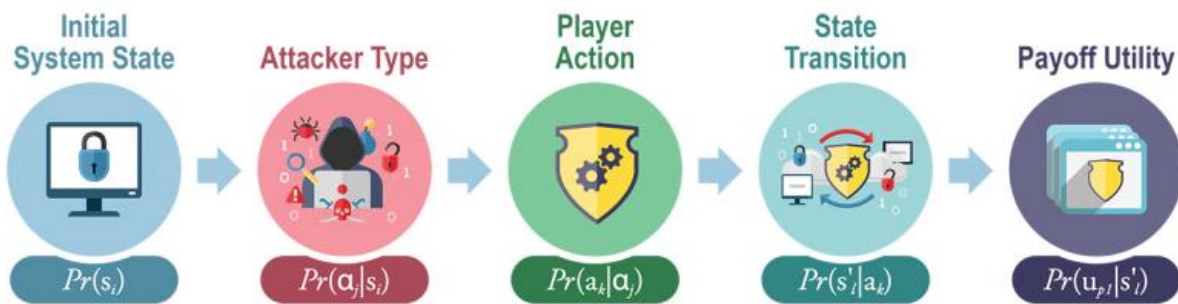 Initial
System State
Attacker Type
Player
Action
State
Transition
Payoff Utility
Pr(sᵢ)
Pr(αⱼ|sᵢ)
Pr(aₖ|αⱼ)
Pr(s'ₗ|aₖ)
Pr(uₚₗ|s'ₗ)